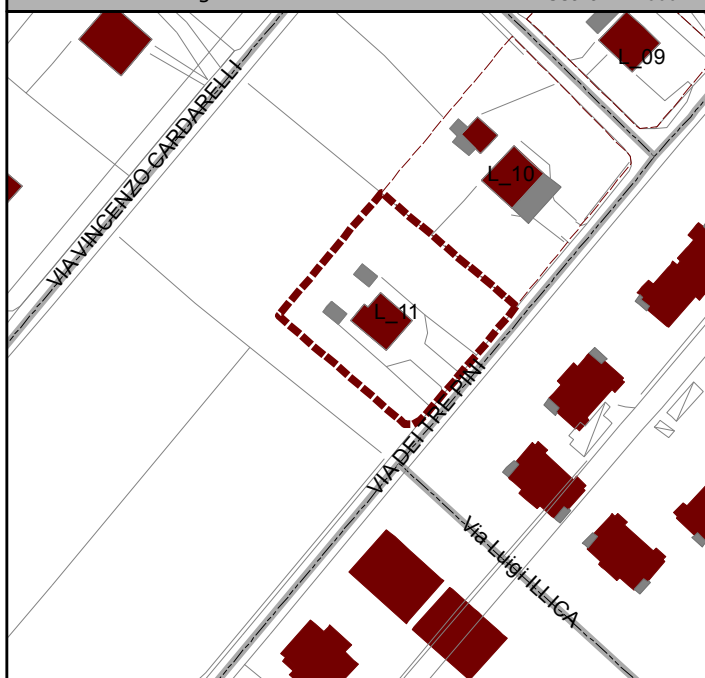 L_09
VIA VINCENZO CARDARELLI
L_10
L_11
VIA DEI TRE PINI
Via Luigi ILLICA